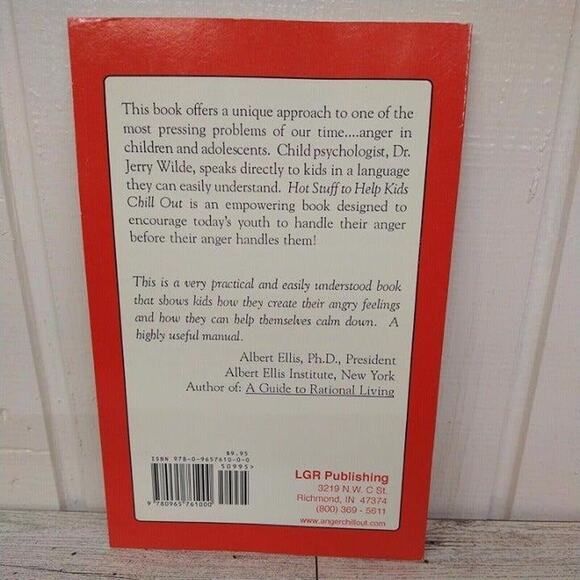 This book offers a unique approach to one of the
most pressing problems of our time....anger in
children and adolescents. Child psychologist, Dr.
Jerry Wilde, speaks directly to kids in a language
they can easily understand. Hot Stuff to Help Kids
Chill Out is an empowering book designed to
encourage today's youth to handle their anger
before their anger handles them!
This is a very practical and easily understood book
that shows kids how they create their angry feelings
and how they can help themselves calm down. A
highly useful manual.
Albert Ellis, Ph.D., President
Albert Ellis Institute, New York
Author of: A Guide to Rational Living
$9.95
ISBN 978-0-9657610-0-0
50995>
9 780965 761000
LGR Publishing
3219 N.W. C St.
Richmond, IN 47374
(800) 369 - 5611
www.angerchillout.com